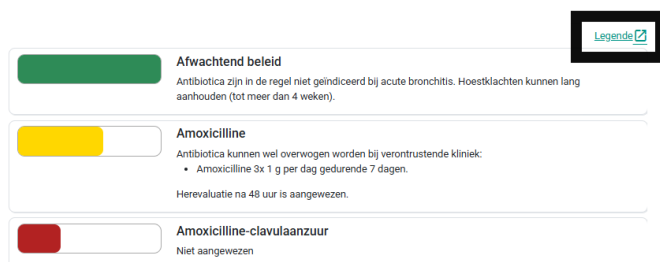 Legende
Afwachtend beleid
Antibiotica zijn in de regel niet geïndiceerd bij acute bronchitis. Hoestklachten kunnen lang
aanhouden (tot meer dan 4 weken).
Amoxicilline
Antibiotica kunnen wel overwogen worden bij verontrustende kliniek:
• Amoxicilline 3x 1 g per dag gedurende 7 dagen.
Herevaluatie na 48 uur is aangewezen.
Amoxicilline-clavulaanzuur
Niet aangewezen